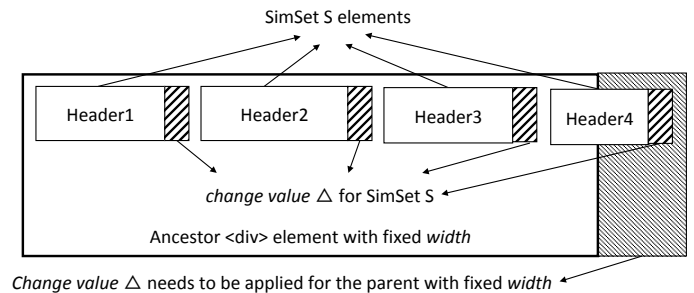 SimSet S elements
Header1
Header2
Header3
Header4
change value △ for SimSet S
Ancestor <div> element with fixed width
Change value △ needs to be applied for the parent with fixed width